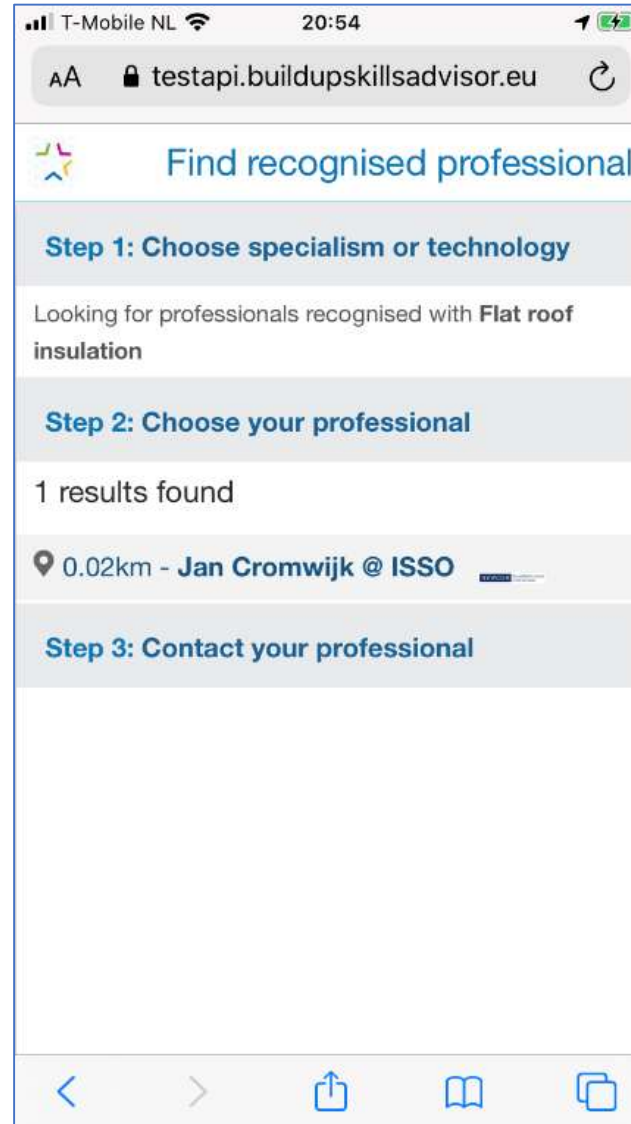 T-Mobile NL 20:54
AA testapi.buildupskillsadvisor.eu
Find recognised professional
Step 1: Choose specialism or technology
Looking for professionals recognised with Flat roof
insulation
Step 2: Choose your professional
1 results found
0.02km - Jan Cromwijk @ ISSO
Step 3: Contact your professional